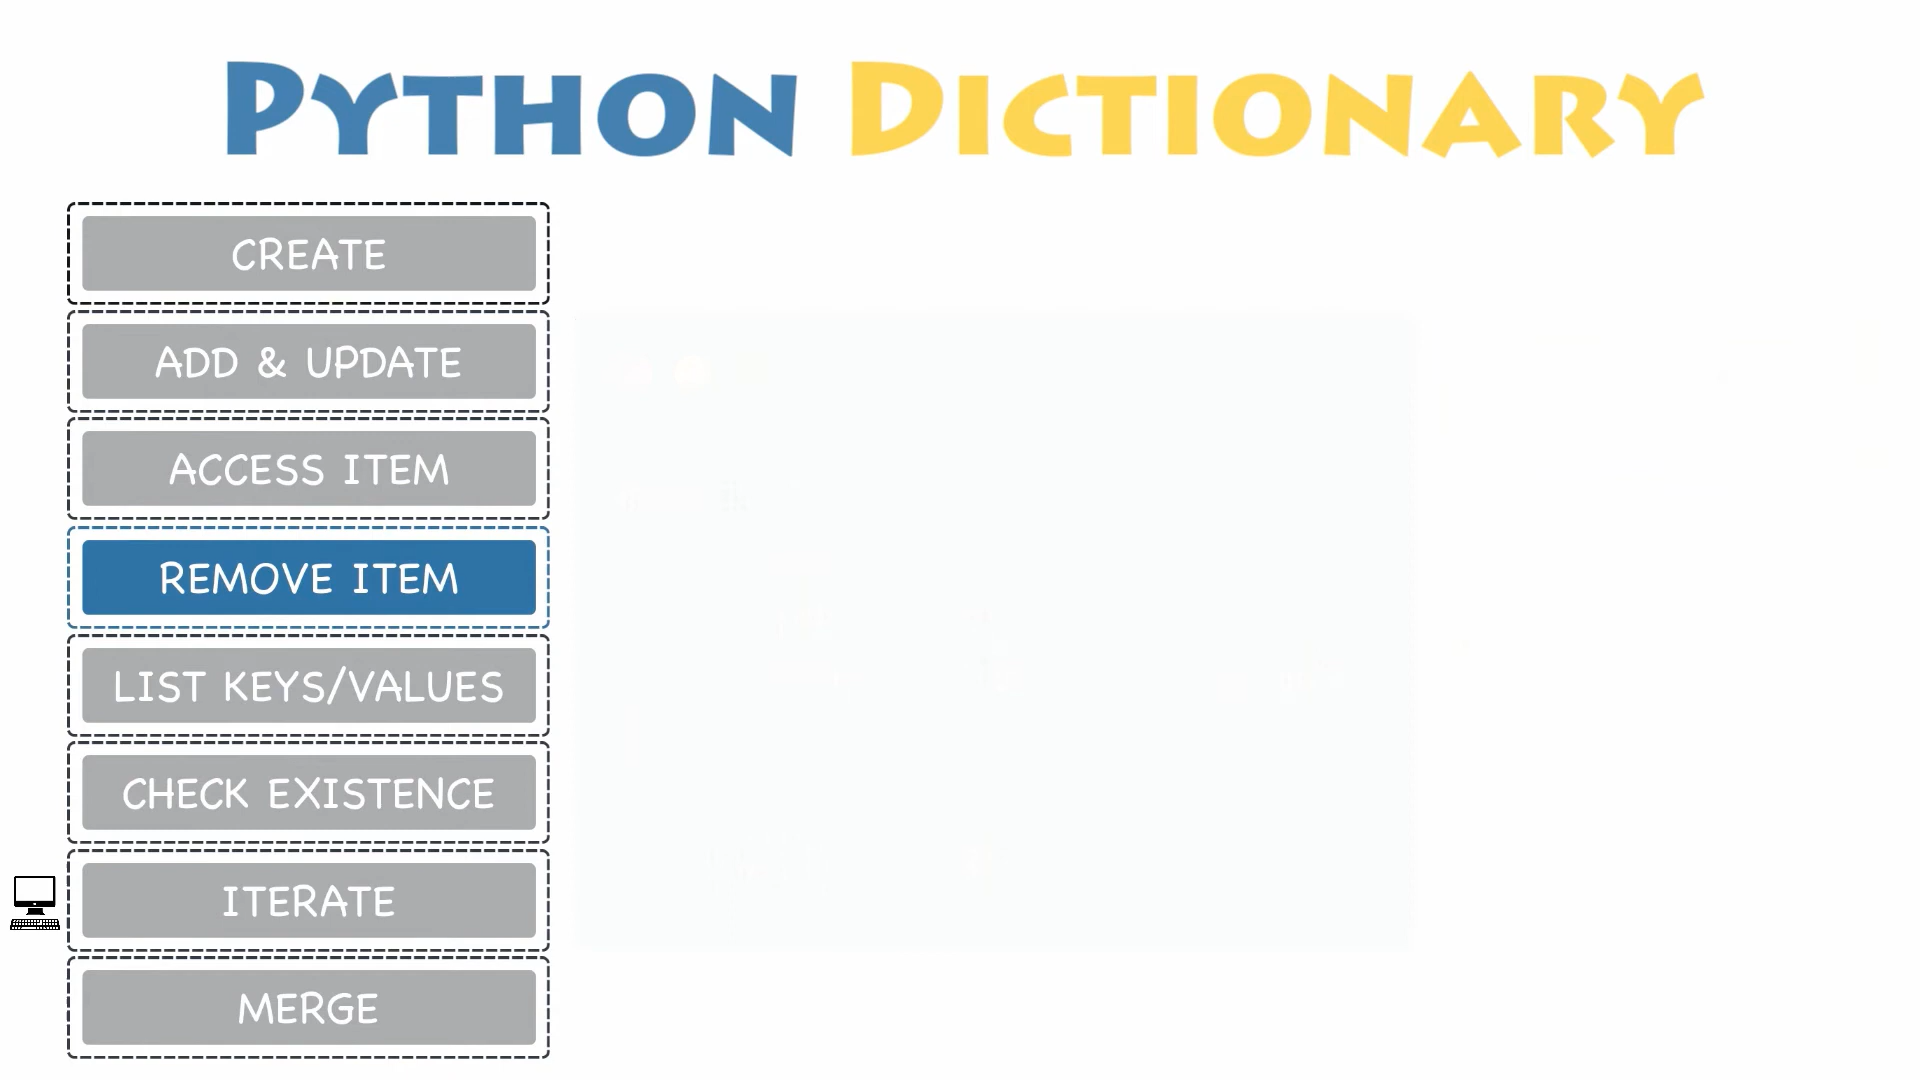 PYTHON DICTIONARY
CREATE
ADD & UPDATE
ACCESS ITEM
REMOVE ITEM
LIST KEYS/VALUES
CHECK EXISTENCE
ITERATE
MERGE